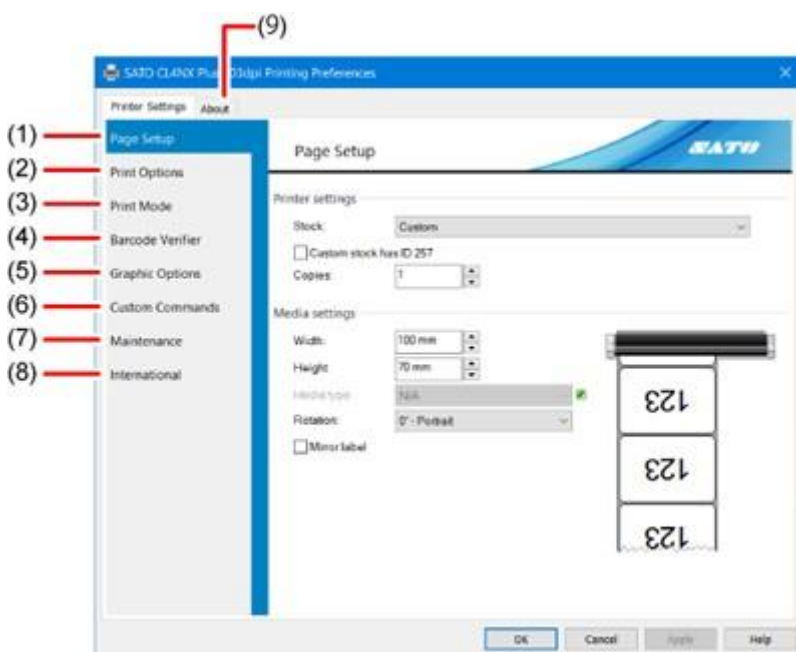 (9)
SATO CL4NX Plus 203dpi Printing Preferences
Printer Settings About
(1) Page Setup
(2) Print Options
(3) Print Mode
(4) Barcode Verifier
(5) Graphic Options
(6) Custom Commands
(7) Maintenance
(8) International
Page Setup
SATO
Printer settings
Stock: Custom
Custom stock has ID 257
Copies: 1
Media settings
Width: 100 mm
Height: 70 mm
Media type: N/A
Rotation: 0° - Portrait
Mirror label
123
123
123
OK Cancel Apply Help